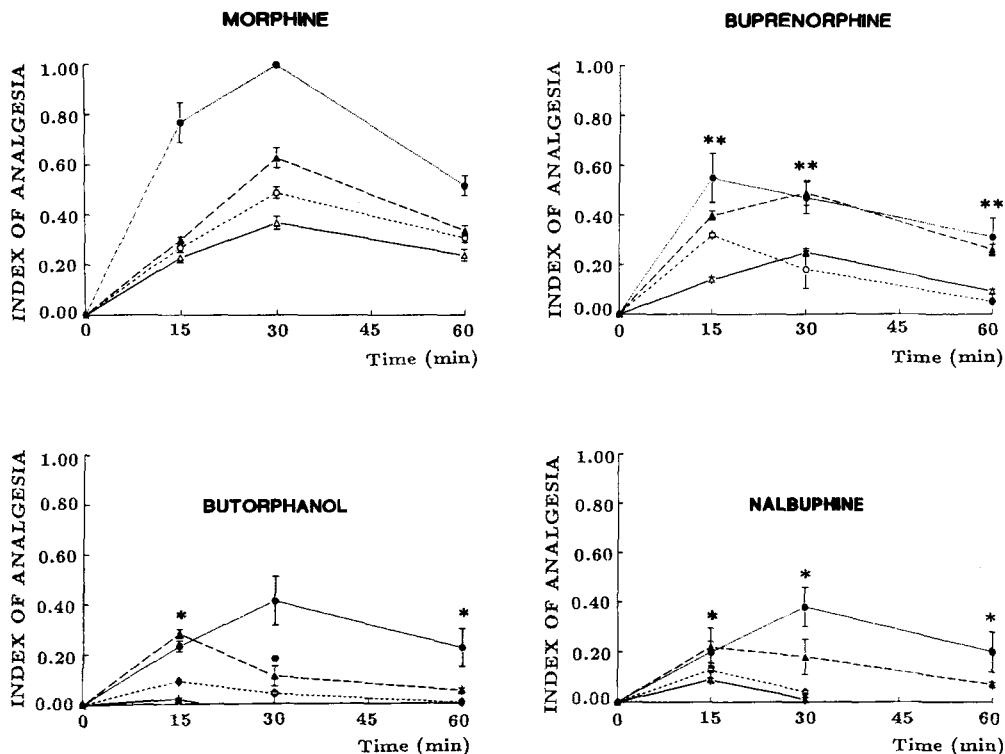 MORPHINE
INDEX OF ANALGESIA
1.00
0.80
0.60
0.40
0.20
0.00
0 15 30 45 60
Time (min)
BUPRENORPHINE
INDEX OF ANALGESIA
1.00
0.80
0.60
0.40
0.20
0.00
** ** **
0 15 30 45 60
Time (min)
BUTORPHANOL
INDEX OF ANALGESIA
1.00
0.80
0.60
0.40
0.20
0.00
* *
0 15 30 45 60
Time (min)
NALBUPHINE
INDEX OF ANALGESIA
1.00
0.80
0.60
0.40
0.20
0.00
* * *
0 15 30 45 60
Time (min)